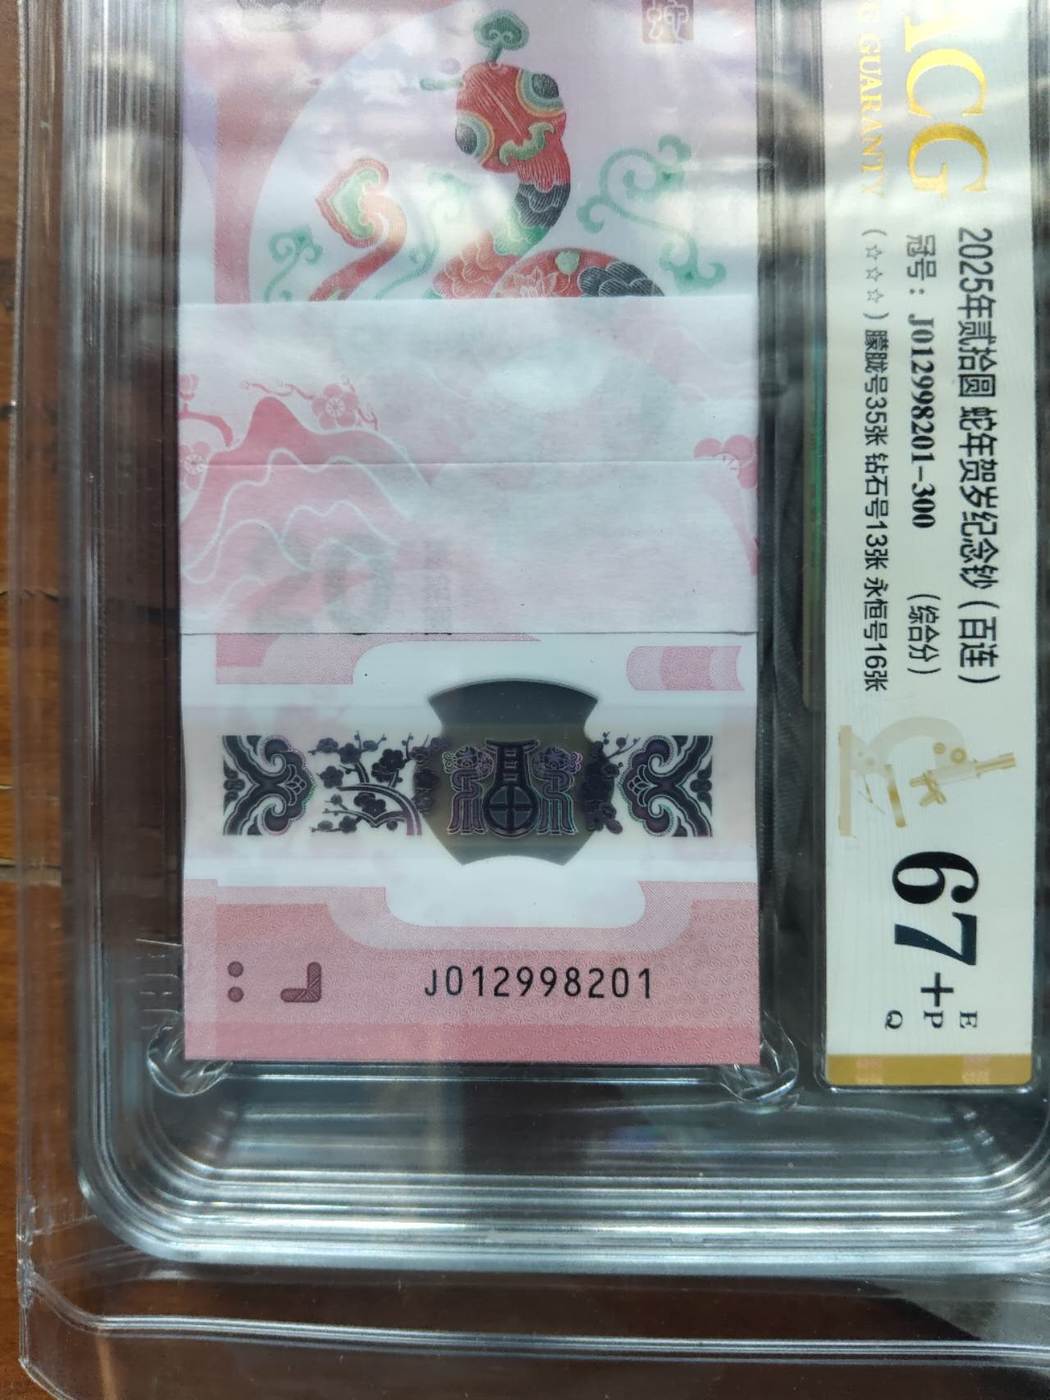 ACG
G GUARANTY
2025年贰拾圆 蛇年贺岁纪念钞（百连）
冠号：J012998201-300 （综合分）
（☆☆☆）朦胧号35张 钻石号13张 永恒号16张
67+
E
P
Q
J012998201